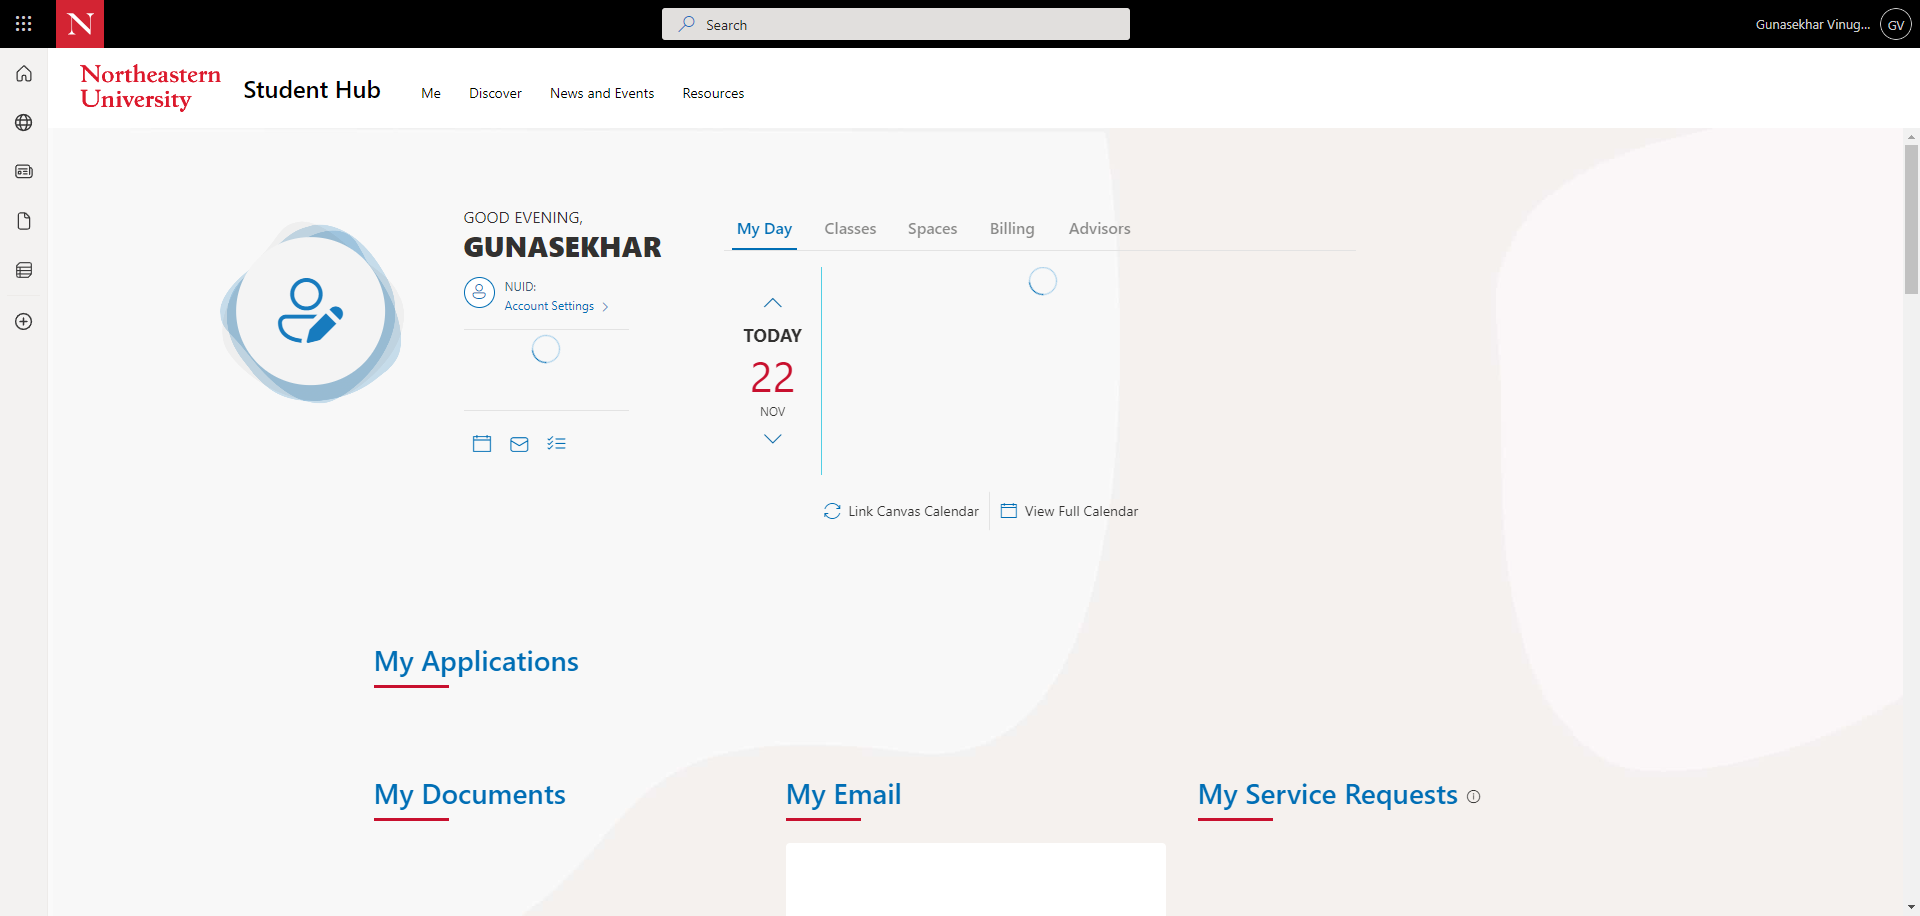 N
Search
Gunasekhar Vinug...
GV
Northeastern
University
Student Hub
Me
Discover
News and Events
Resources
GOOD EVENING,
GUNASEKHAR
NUID:
Account Settings
My Day
Classes
Spaces
Billing
Advisors
TODAY
22
NOV
Link Canvas Calendar
View Full Calendar
My Applications
My Documents
My Email
My Service Requests